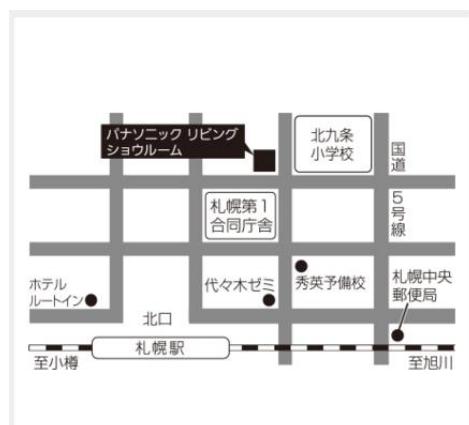 パナソニック リビング
ショウルーム
北九条
小学校
国道
5号線
札幌第1
合同庁舎
ホテル
ルートイン
代々木ゼミ
秀英予備校
札幌中央
郵便局
北口
札幌駅
至小樽
至旭川